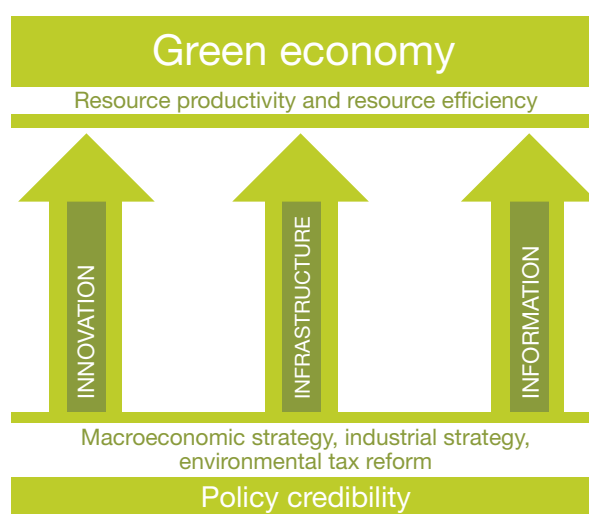 Green economy
Resource productivity and resource efficiency
INNOVATION
INFRASTRUCTURE
INFORMATION
Macroeconomic strategy, industrial strategy,
environmental tax reform
Policy credibility